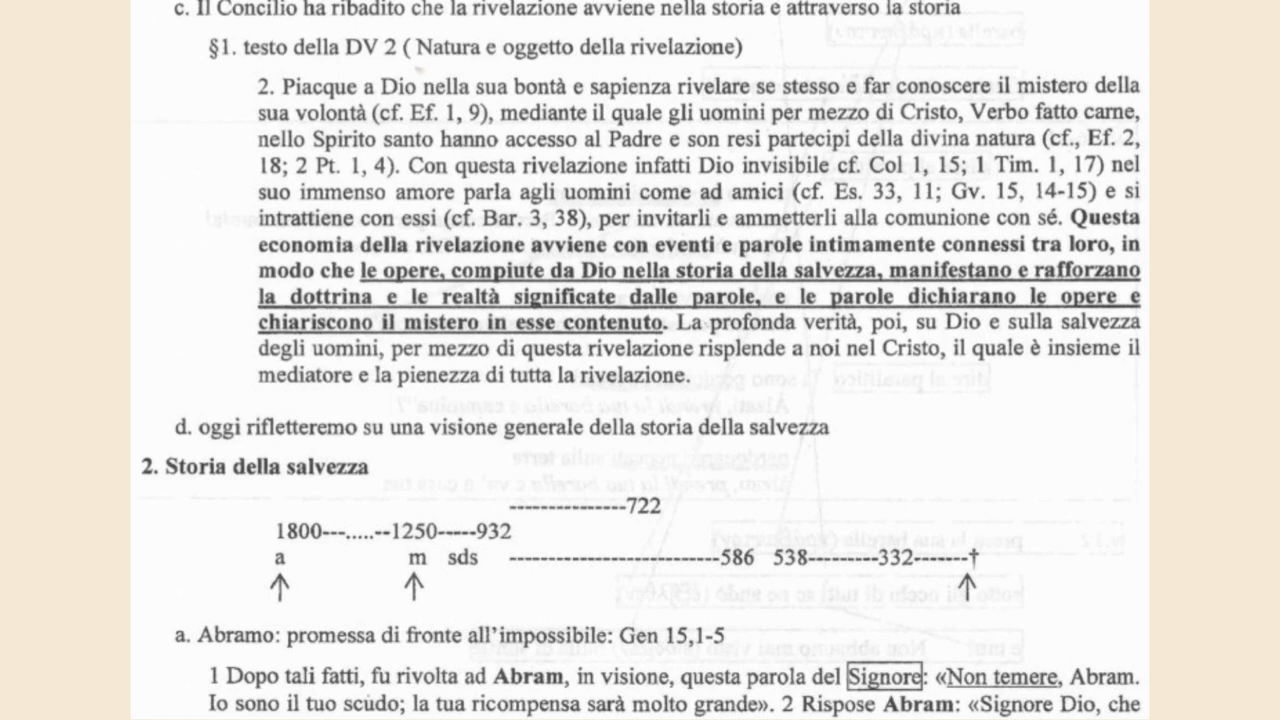 c. Il Concilio ha ribadito che la rivelazione avviene nella storia e attraverso la storia
§1. testo della DV 2 ( Natura e oggetto della rivelazione)
2. Piacque a Dio nella sua bontà e sapienza rivelare se stesso e far conoscere il mistero della
sua volontà (cf. Ef. 1, 9), mediante il quale gli uomini per mezzo di Cristo, Verbo fatto carne,
nello Spirito santo hanno accesso al Padre e son resi partecipi della divina natura (cf., Ef. 2,
18; 2 Pt. 1, 4). Con questa rivelazione infatti Dio invisibile cf. Col 1, 15; 1 Tim. 1, 17) nel
suo immenso amore parla agli uomini come ad amici (cf. Es. 33, 11; Gv. 15, 14-15) e si
intrattiene con essi (cf. Bar. 3, 38), per invitarli e ammetterli alla comunione con sé. Questa
economia della rivelazione avviene con eventi e parole intimamente connessi tra loro, in
modo che le opere, compiute da Dio nella storia della salvezza, manifestano e rafforzano
la dottrina e le realtà significate dalle parole, e le parole dichiarano le opere e
chiariscono il mistero in esse contenuto. La profonda verità, poi, su Dio e sulla salvezza
degli uomini, per mezzo di questa rivelazione risplende a noi nel Cristo, il quale è insieme il
mediatore e la pienezza di tutta la rivelazione.
d. oggi rifletteremo su una visione generale della storia della salvezza
2. Storia della salvezza
---------------722
1800---.....--1250-----932
a m sds ---------------------------586 538---------332-------†
a. Abramo: promessa di fronte all'impossibile: Gen 15,1-5
1 Dopo tali fatti, fu rivolta ad Abram, in visione, questa parola del Signore: «Non temere, Abram.
Io sono il tuo scudo; la tua ricompensa sarà molto grande». 2 Rispose Abram: «Signore Dio, che